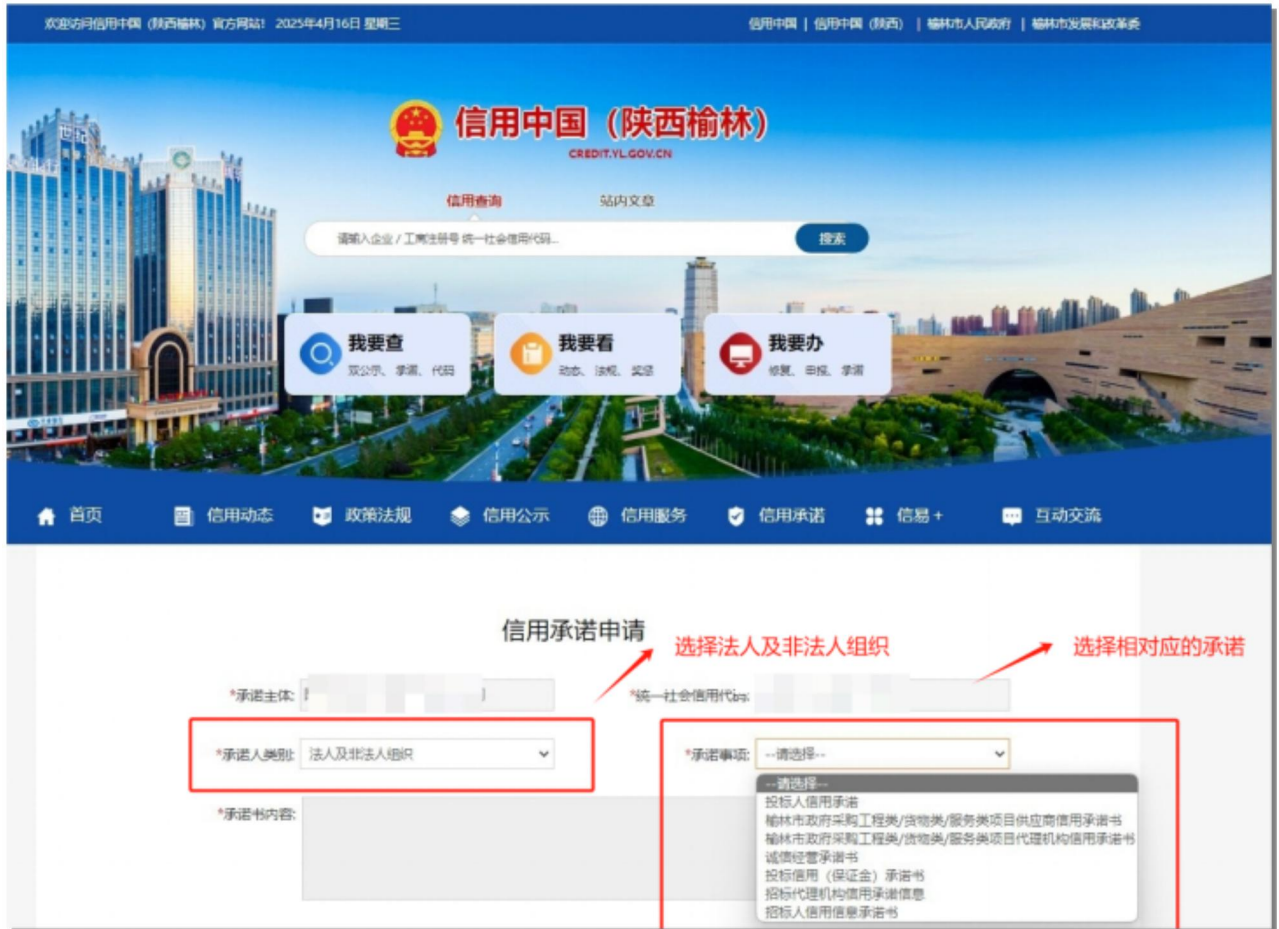 欢迎访问信用中国（陕西榆林）官方网站！ 2025年4月16日 星期三
信用中国 | 信用中国（陕西） | 榆林市人民政府 | 榆林市发展和改革委
信用中国（陕西榆林）
CREDIT.YL.GOV.CN
信用查询 站内文章
请输入企业 / 工商注册号 统一社会信用代码... 搜索
我要查 我要看 我要办
双公示、承诺、代码 动态、法规、奖惩 修复、申报、承诺
首页 信用动态 政策法规 信用公示 信用服务 信用承诺 信易+ 互动交流
信用承诺申请
选择法人及非法人组织 选择相对应的承诺
*承诺主体: *统一社会信用代码:
*承诺人类别: 法人及非法人组织 *承诺事项: --请选择--
--请选择--
投标人信用承诺
榆林市政府采购工程类/货物类/服务类项目供应商信用承诺书
榆林市政府采购工程类/货物类/服务类项目代理机构信用承诺书
诚信经营承诺书
投标信用（保证金）承诺书
招标代理机构信用承诺信息
招标人信用信息承诺书
*承诺书内容: